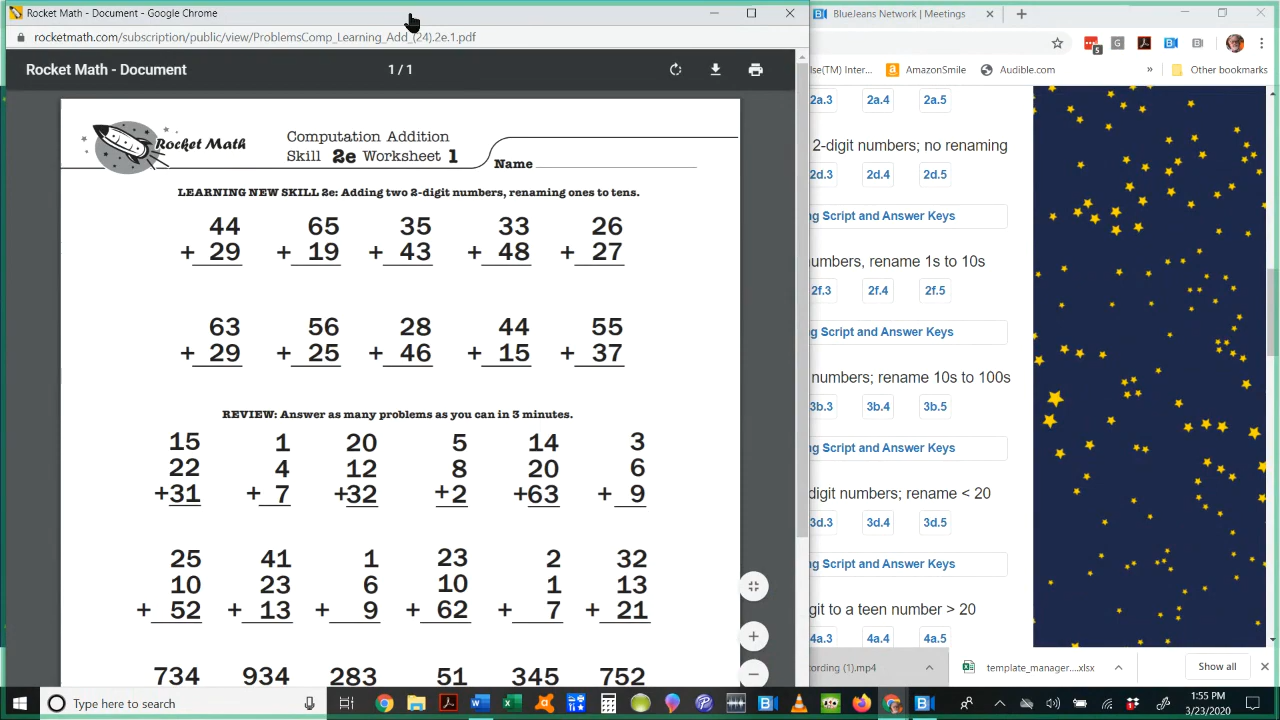 Rocket Math - Document - Google Chrome
rocketmath.com/subscription/public/view/ProblemsComp_Learning_Add_(24).2e.1.pdf
Rocket Math - Document
1 / 1
Rocket Math
Computation Addition
Skill 2e Worksheet 1
Name
LEARNING NEW SKILL 2e: Adding two 2-digit numbers, renaming ones to tens.
44 65 35 33 26
+ 29 + 19 + 43 + 48 + 27
63 56 28 44 55
+ 29 + 25 + 46 + 15 + 37
REVIEW: Answer as many problems as you can in 3 minutes.
15 1 20 5 14 3
22 4 12 8 20 6
+31 + 7 +32 +2 +63 + 9
25 41 1 23 2 32
10 23 6 10 1 13
+ 52 + 13 + 9 + 62 + 7 + 21
734 934 283 51 345 752
BlueJeans Network | Meetings
5
lse(TM) Inter...
AmazonSmile
Audible.com
»
Other bookmarks
2a.3 2a.4 2a.5
2-digit numbers; no renaming
2d.3 2d.4 2d.5
ng Script and Answer Keys
umbers, rename 1s to 10s
2f.3 2f.4 2f.5
ng Script and Answer Keys
numbers; rename 10s to 100s
3b.3 3b.4 3b.5
ng Script and Answer Keys
digit numbers; rename < 20
3d.3 3d.4 3d.5
ng Script and Answer Keys
git to a teen number > 20
4a.3 4a.4 4a.5
ording (1).mp4
template_manager....xlsx
Show all
Type here to search
1:55 PM
3/23/2020